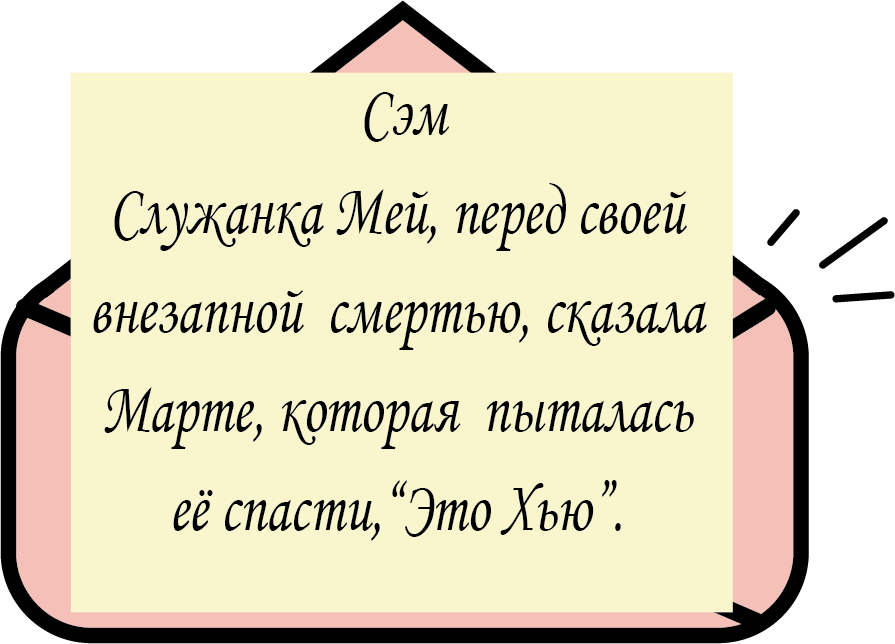 Сэм
Служанка Мей, перед своей
внезапной смертью, сказала
Марте, которая пыталась
её спасти,“Это Хью”.